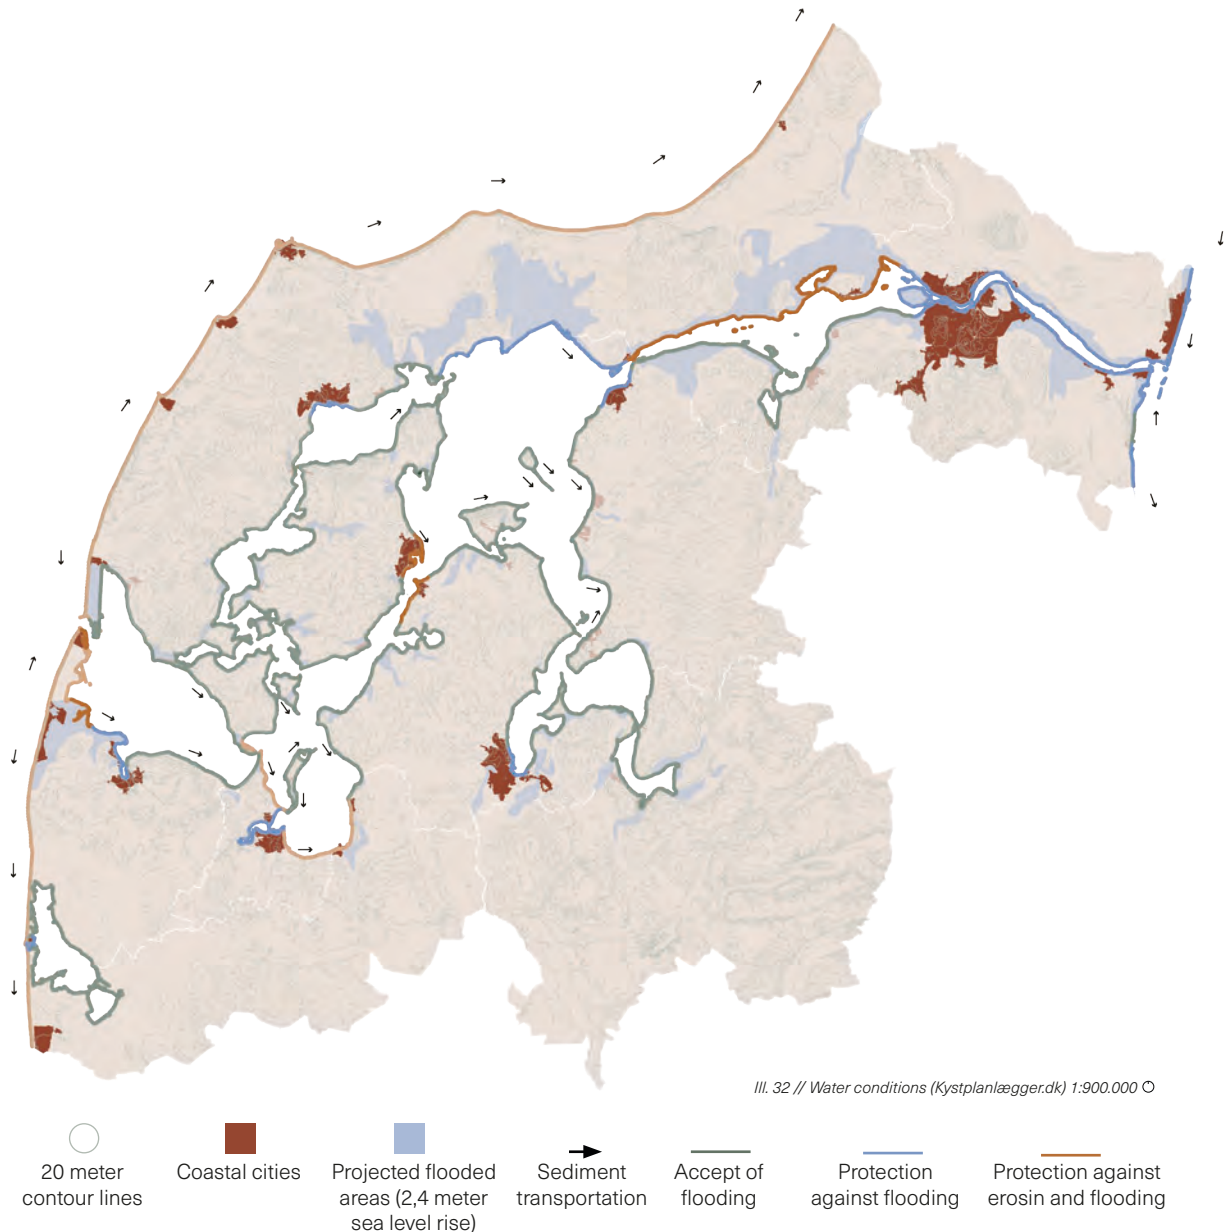 Ill. 32 // Water conditions (Kystplanlægger.dk) 1:900.000
20 meter
contour lines
Coastal cities
Projected flooded
areas (2,4 meter
sea level rise)
Sediment
transportation
Accept of
flooding
Protection
against flooding
Protection against
erosin and flooding